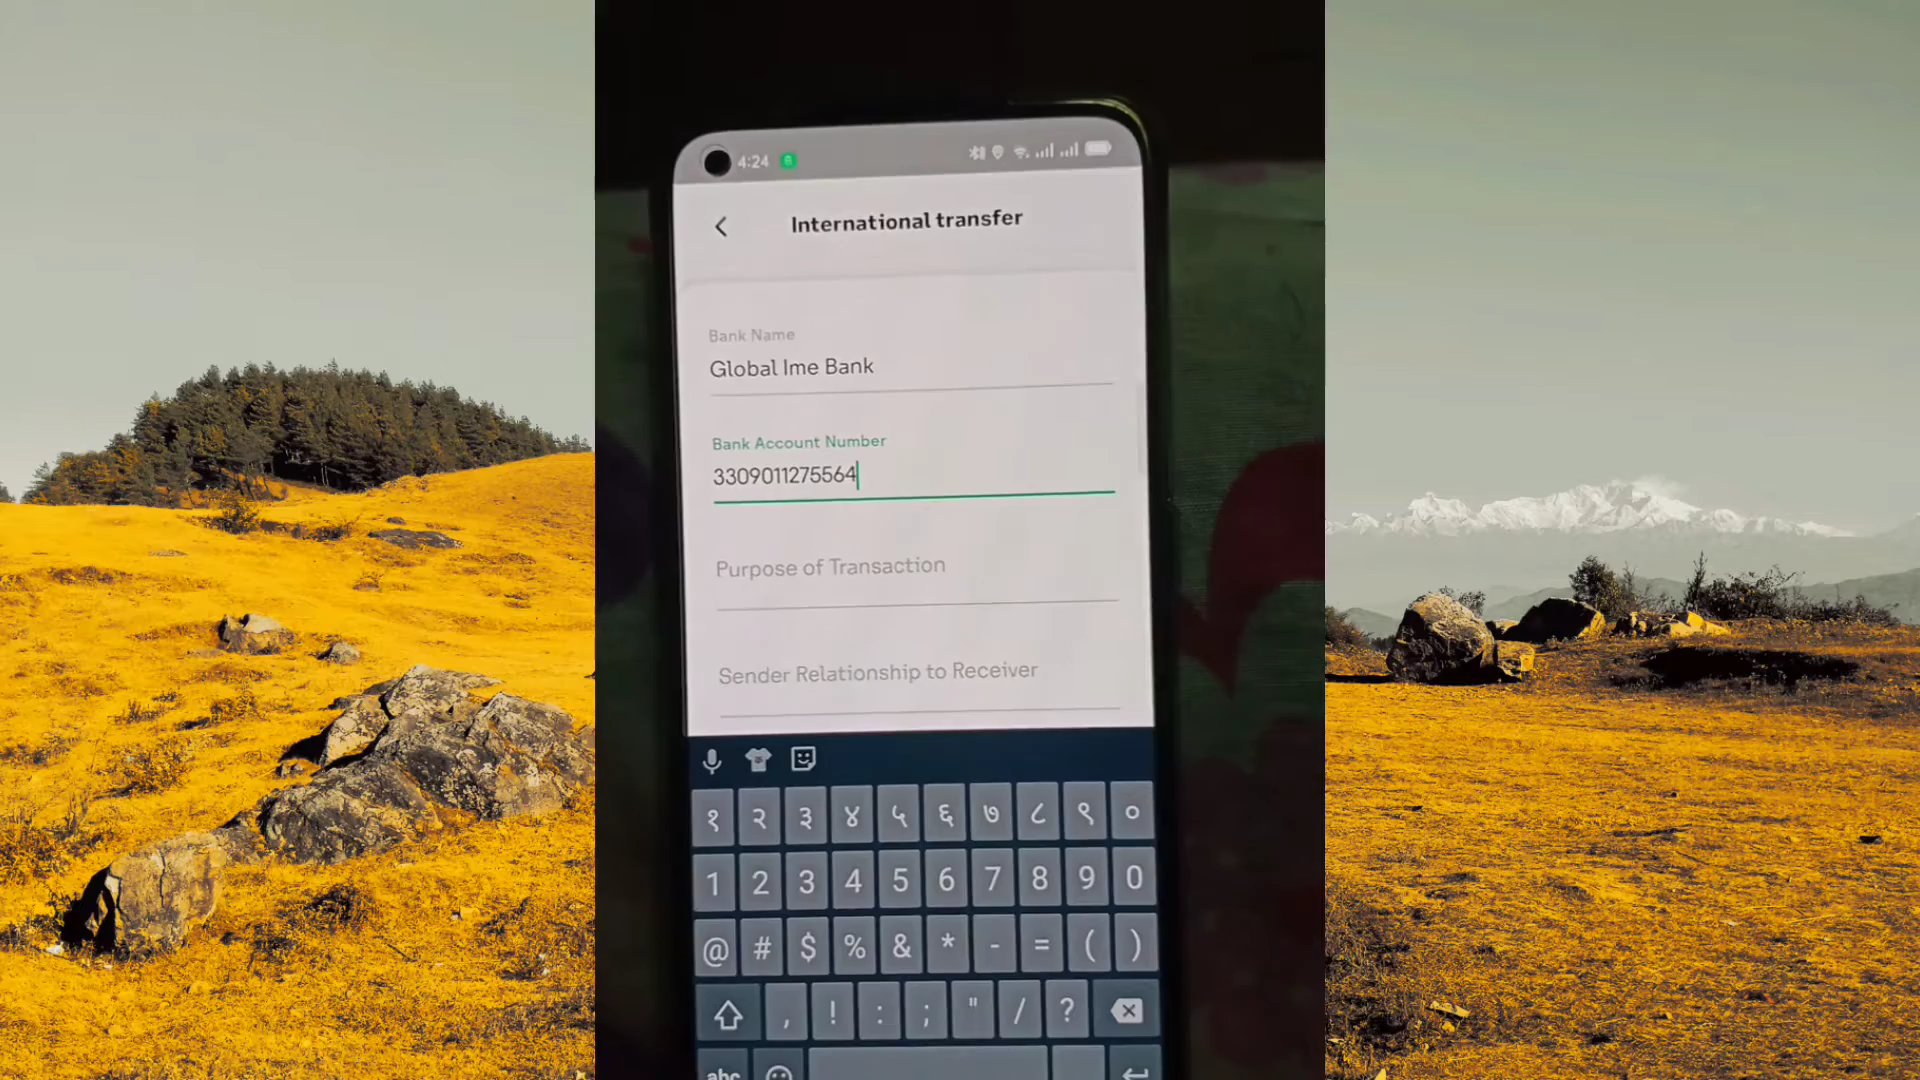 4:24
International transfer
Bank Name
Global Ime Bank
Bank Account Number
3309011275564
Purpose of Transaction
Sender Relationship to Receiver
१ २ ३ ४ ५ ६ ७ ८ ९ ०
1 2 3 4 5 6 7 8 9 0
@ # $ % & * - = ( )
, ! : ; " / ?
abc